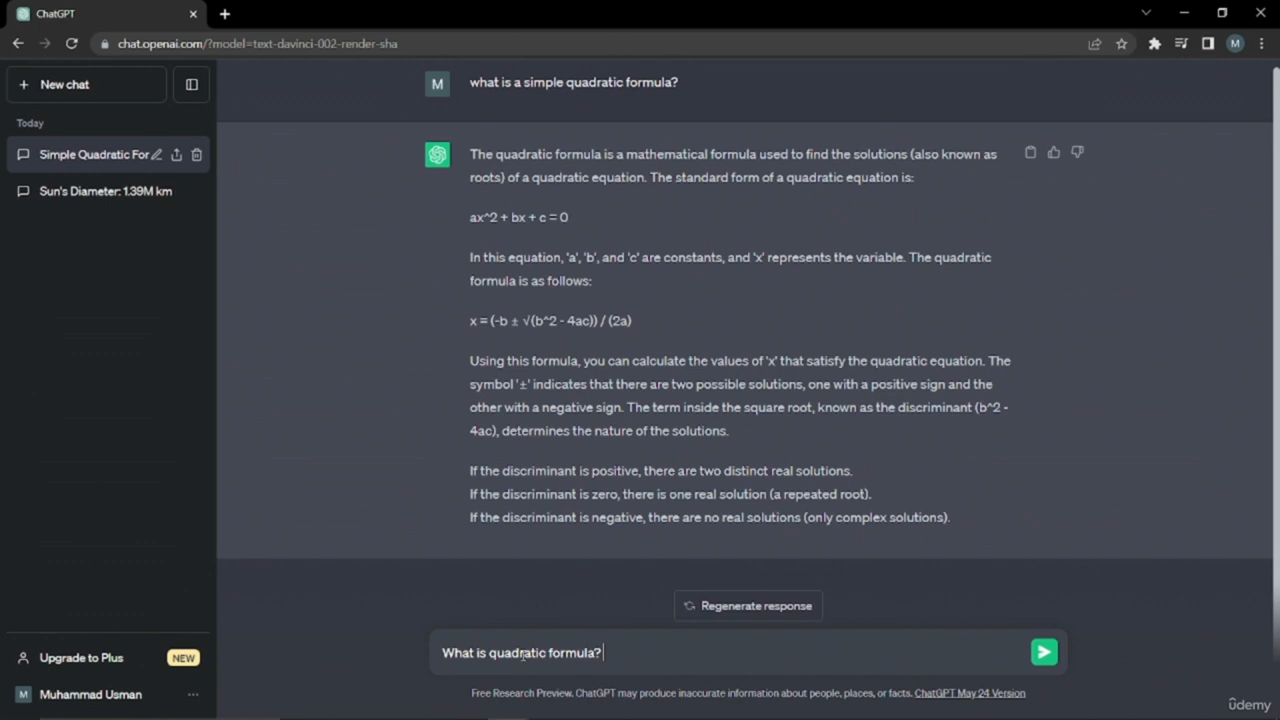 ChatGPT
chat.openai.com/?model=text-davinci-002-render-sha
M
New chat
Today
Simple Quadratic For
Sun's Diameter: 1.39M km
Upgrade to Plus NEW
M Muhammad Usman
M what is a simple quadratic formula?
The quadratic formula is a mathematical formula used to find the solutions (also known as
roots) of a quadratic equation. The standard form of a quadratic equation is:
ax^2 + bx + c = 0
In this equation, 'a', 'b', and 'c' are constants, and 'x' represents the variable. The quadratic
formula is as follows:
x = (-b ± √(b^2 - 4ac)) / (2a)
Using this formula, you can calculate the values of 'x' that satisfy the quadratic equation. The
symbol '±' indicates that there are two possible solutions, one with a positive sign and the
other with a negative sign. The term inside the square root, known as the discriminant (b^2 -
4ac), determines the nature of the solutions.
If the discriminant is positive, there are two distinct real solutions.
If the discriminant is zero, there is one real solution (a repeated root).
If the discriminant is negative, there are no real solutions (only complex solutions).
Regenerate response
What is quadratic formula?
Free Research Preview. ChatGPT may produce inaccurate information about people, places, or facts. ChatGPT May 24 Version
ûdemy